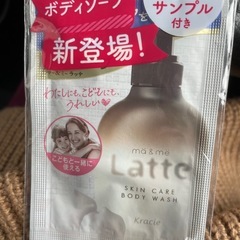 ボディソープ
新登場！
サンプル
付き
わたしにも、こどもにも、
うれしい♡
こどもと一緒に
使える
ma & me
Latte
SKIN CARE
BODY WASH
Kracie